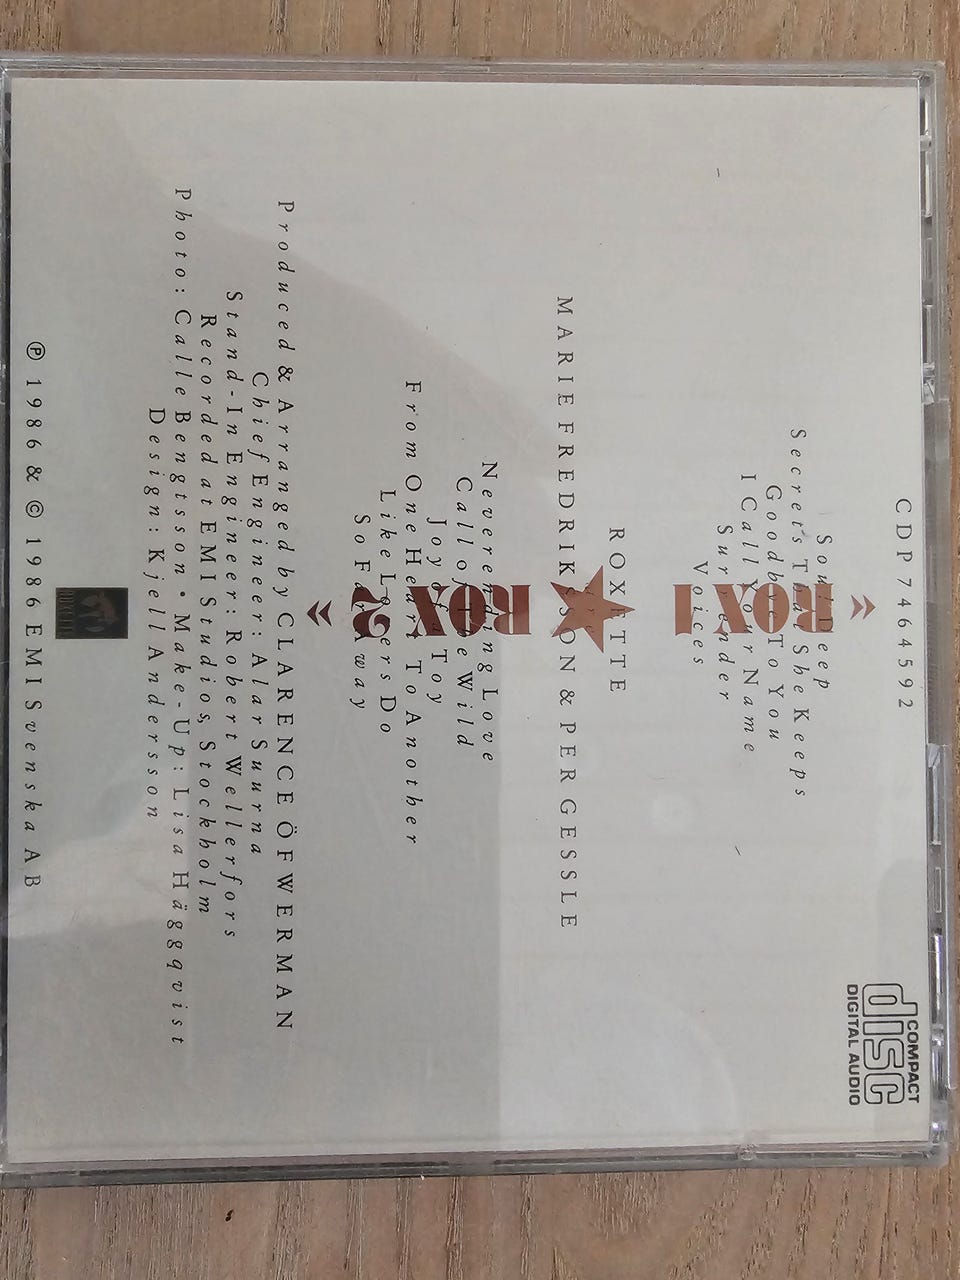 CDP 7464592
COMPACT
disc
DIGITAL AUDIO
ROX 1
Soul Deep
Secrets That She Keeps
Goodbye To You
I Call Your Name
Surrender
Voices
ROXETTE
MARIE FREDRIKSSON & PER GESSLE
ROX 2
Neverending Love
Call of The Wild
Joy of a Toy
From One Heart To Another
Like Lovers Do
So Far Away
Produced & Arranged by CLARENCE ÖFWERMAN
Chief Engineer: Alar Suurna
Stand-In Engineer: Robert Wellerfors
Recorded at EMI Studios, Stockholm
Photo: Calle Bengtsson • Make-Up: Lisa Häggqvist
Design: Kjell Andersson
℗ 1986 & © 1986 EMI Svenska AB